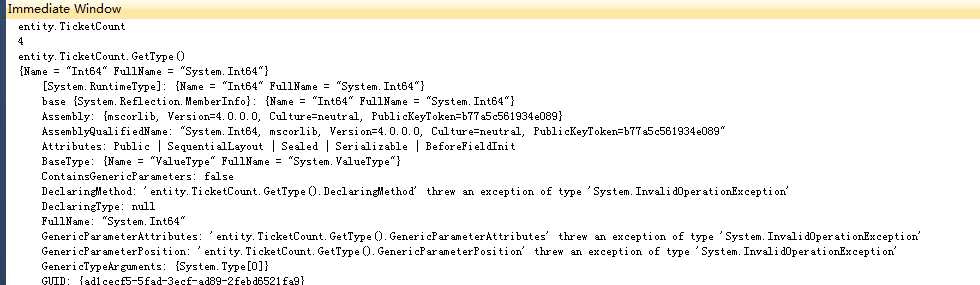 Immediate Window
entity.TicketCount
4
entity.TicketCount.GetType()
{Name = "Int64" FullName = "System.Int64"}
[System.RuntimeType]: {Name = "Int64" FullName = "System.Int64"}
base {System.Reflection.MemberInfo}: {Name = "Int64" FullName = "System.Int64"}
Assembly: {mscorlib, Version=4.0.0.0, Culture=neutral, PublicKeyToken=b77a5c561934e089}
AssemblyQualifiedName: "System.Int64, mscorlib, Version=4.0.0.0, Culture=neutral, PublicKeyToken=b77a5c561934e089"
Attributes: Public | SequentialLayout | Sealed | Serializable | BeforeFieldInit
BaseType: {Name = "ValueType" FullName = "System.ValueType"}
ContainsGenericParameters: false
DeclaringMethod: 'entity.TicketCount.GetType().DeclaringMethod' threw an exception of type 'System.InvalidOperationException'
DeclaringType: null
FullName: "System.Int64"
GenericParameterAttributes: 'entity.TicketCount.GetType().GenericParameterAttributes' threw an exception of type 'System.InvalidOperationException'
GenericParameterPosition: 'entity.TicketCount.GetType().GenericParameterPosition' threw an exception of type 'System.InvalidOperationException'
GenericTypeArguments: {System.Type[0]}
GUID: {ad1cecf5-5fad-3ecf-ad89-2febd6521fa9}